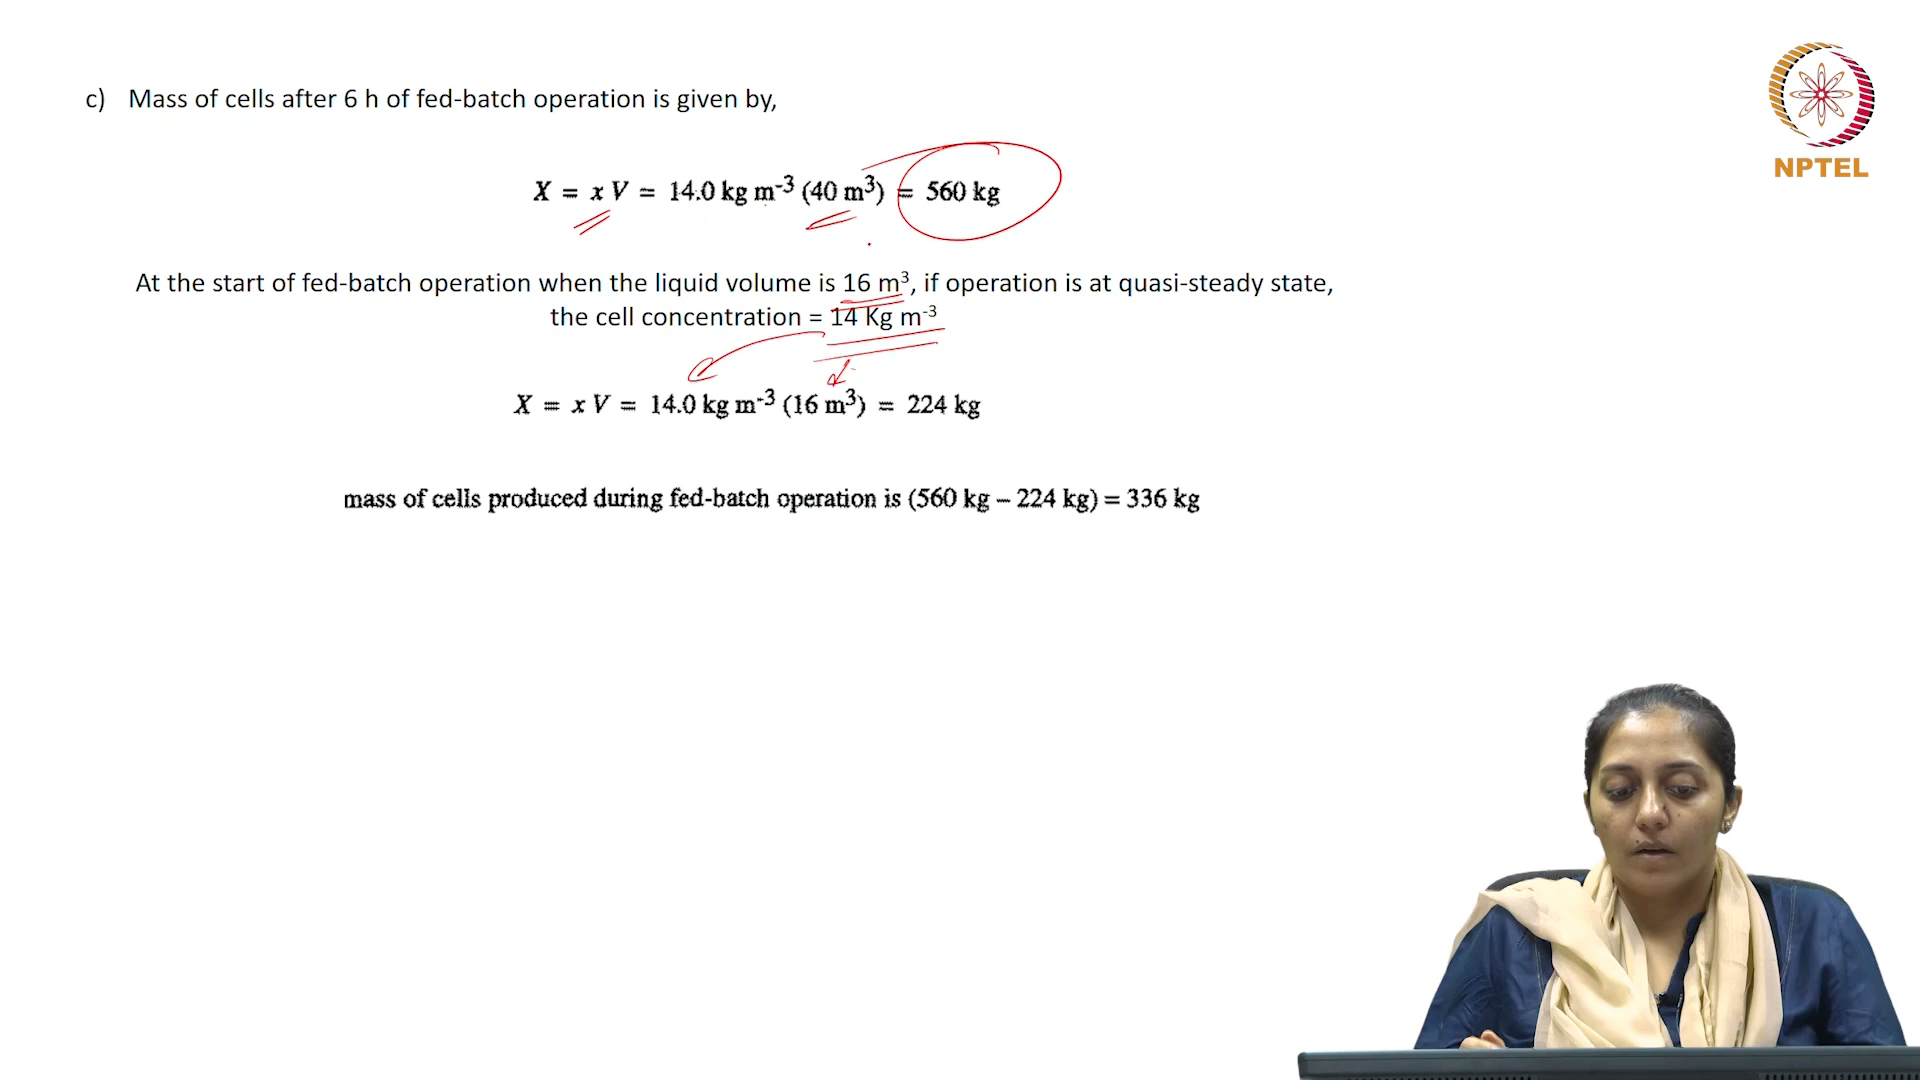 NPTEL
c) Mass of cells after 6 h of fed-batch operation is given by,
X = x V = 14.0 kg m⁻³ (40 m³) = 560 kg
At the start of fed-batch operation when the liquid volume is 16 m³, if operation is at quasi-steady state,
the cell concentration = 14 Kg m⁻³
X = x V = 14.0 kg m⁻³ (16 m³) = 224 kg
mass of cells produced during fed-batch operation is (560 kg – 224 kg) = 336 kg